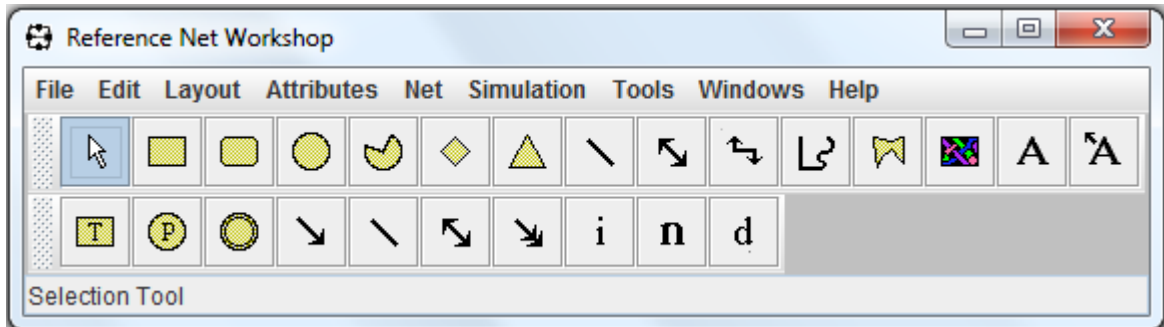 Reference Net Workshop
File Edit Layout Attributes Net Simulation Tools Windows Help
A A
T P i n d
Selection Tool